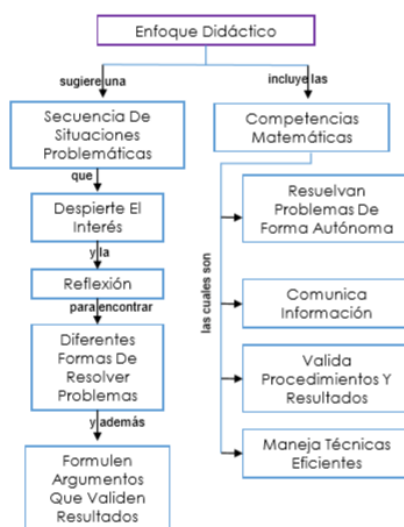 Enfoque Didáctico
sugiere una
incluye las
Secuencia De
Situaciones
Problemáticas
que
Despierte El
Interés
y la
Reflexión
para encontrar
Diferentes
Formas De
Resolver
Problemas
y además
Formulen
Argumentos
Que Validen
Resultados
Competencias
Matemáticas
las cuales son
Resuelvan
Problemas De
Forma Autónoma
Comunica
Información
Valida
Procedimientos Y
Resultados
Maneja Técnicas
Eficientes